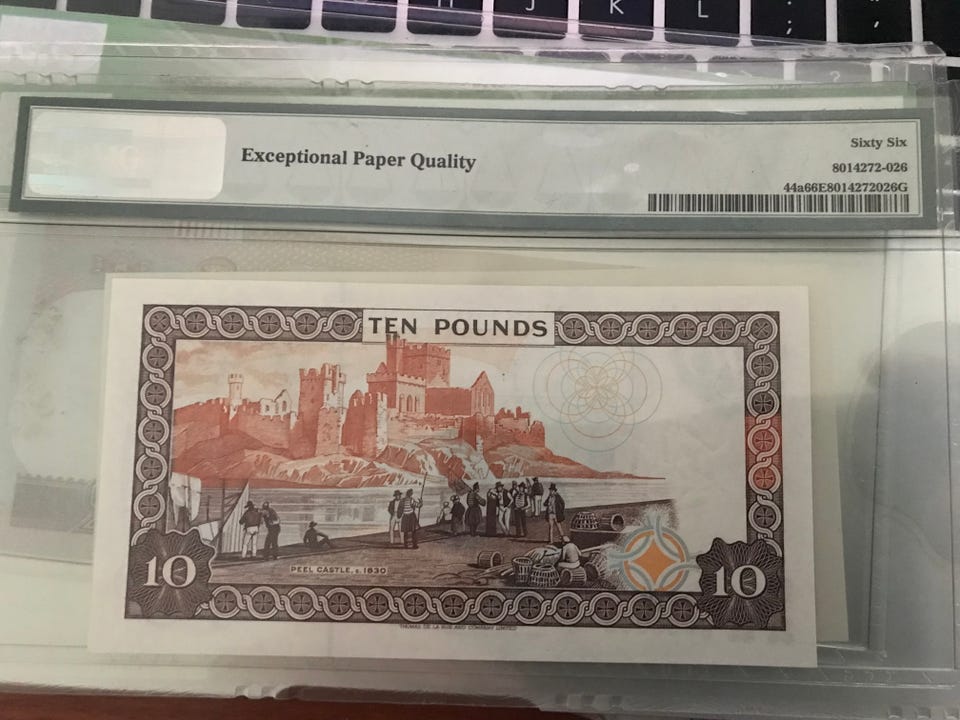 J K L ;
Exceptional Paper Quality
Sixty Six
8014272-026
44a66E8014272026G
TEN POUNDS
10 10
PEEL CASTLE, c. 1830
THOMAS DE LA RUE AND COMPANY LIMITED